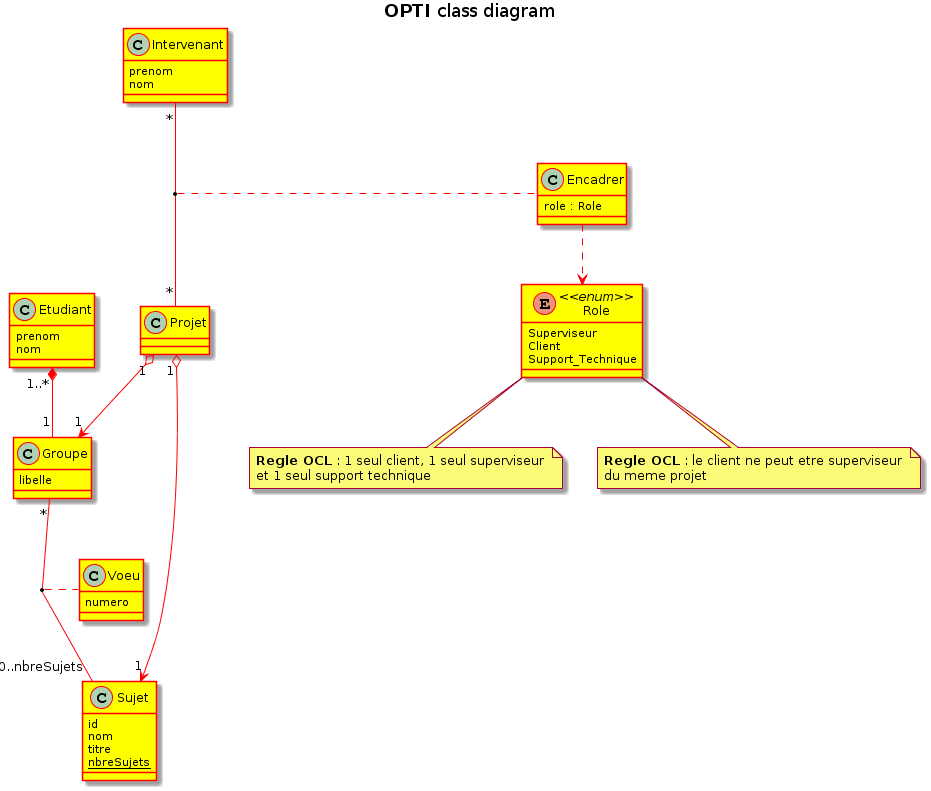 OPTI class diagram
C Intervenant
prenom
nom
*
C Encadrer
role : Role
*
C Etudiant
prenom
nom
C Projet
E <<enum>>
Role
Superviseur
Client
Support_Technique
1..*
1
1
1
1
C Groupe
libelle
Regle OCL : 1 seul client, 1 seul superviseur
et 1 seul support technique
Regle OCL : le client ne peut etre superviseur
du meme projet
*
C Voeu
numero
0..nbreSujets
1
C Sujet
id
nom
titre
nbreSujets